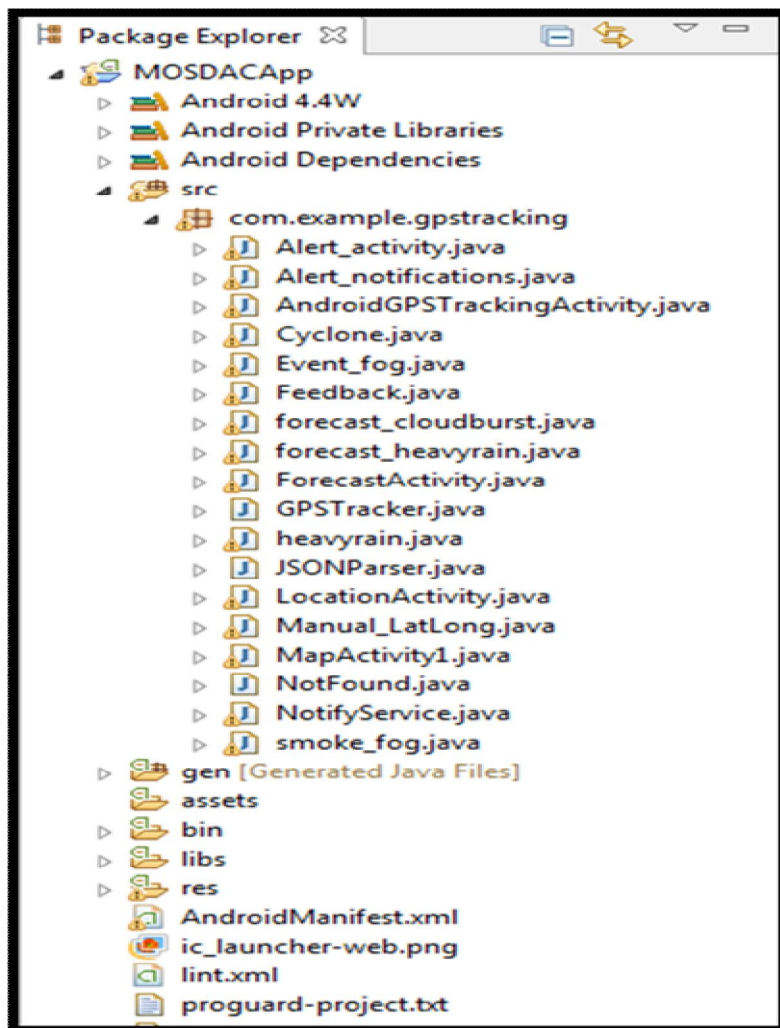 Package Explorer
MOSDACApp
Android 4.4W
Android Private Libraries
Android Dependencies
src
com.example.gpstracking
Alert_activity.java
Alert_notifications.java
AndroidGPSTrackingActivity.java
Cyclone.java
Event_fog.java
Feedback.java
forecast_cloudburst.java
forecast_heavyrain.java
ForecastActivity.java
GPSTracker.java
heavyrain.java
JSONParser.java
LocationActivity.java
Manual_LatLong.java
MapActivity1.java
NotFound.java
NotifyService.java
smoke_fog.java
gen [Generated Java Files]
assets
bin
libs
res
AndroidManifest.xml
ic_launcher-web.png
lint.xml
proguard-project.txt